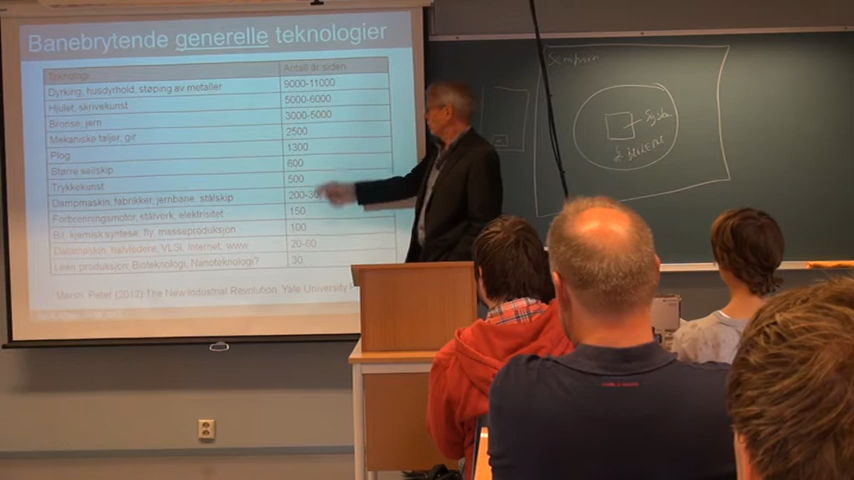 Banebrytende generelle teknologier
Teknologi Antall år siden
Dyrking, husdyrhold, støping av metaller 9000-11000
Hjulet, skrivekunst 5000-6000
Bronse, jern 3000-5000
Mekaniske tøljer, gir 2500
Plog 1300
Større seilskip 600
Trykkekunst 500
Dampmaskin, fabrikker, jernbane, stålskip 200-30
Forbrenningsmotor, stålverk, elektrisitet 150
Bil, kjemisk syntese, fly, masseproduksjon 100
Datamaskin, halvledere, VLSI, Internet, www 20-60
Lean produksjon, Bioteknologi, Nanoteknologi? 30
Marsh, Peter (2012) The New Industrial Revolution. Yale University